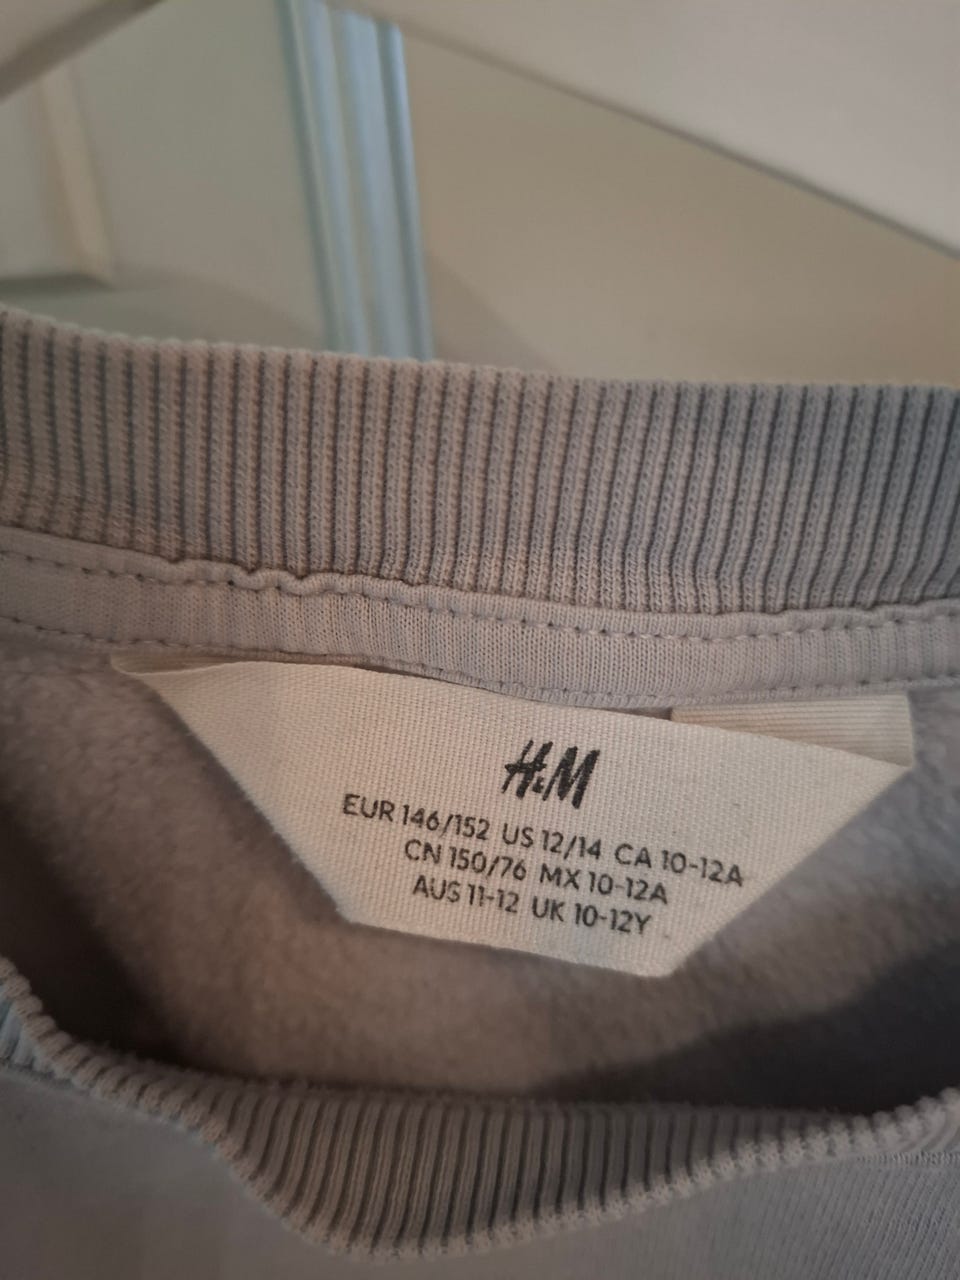 H&M
EUR 146/152 US 12/14 CA 10-12A
CN 150/76 MX 10-12A
AUS 11-12 UK 10-12Y